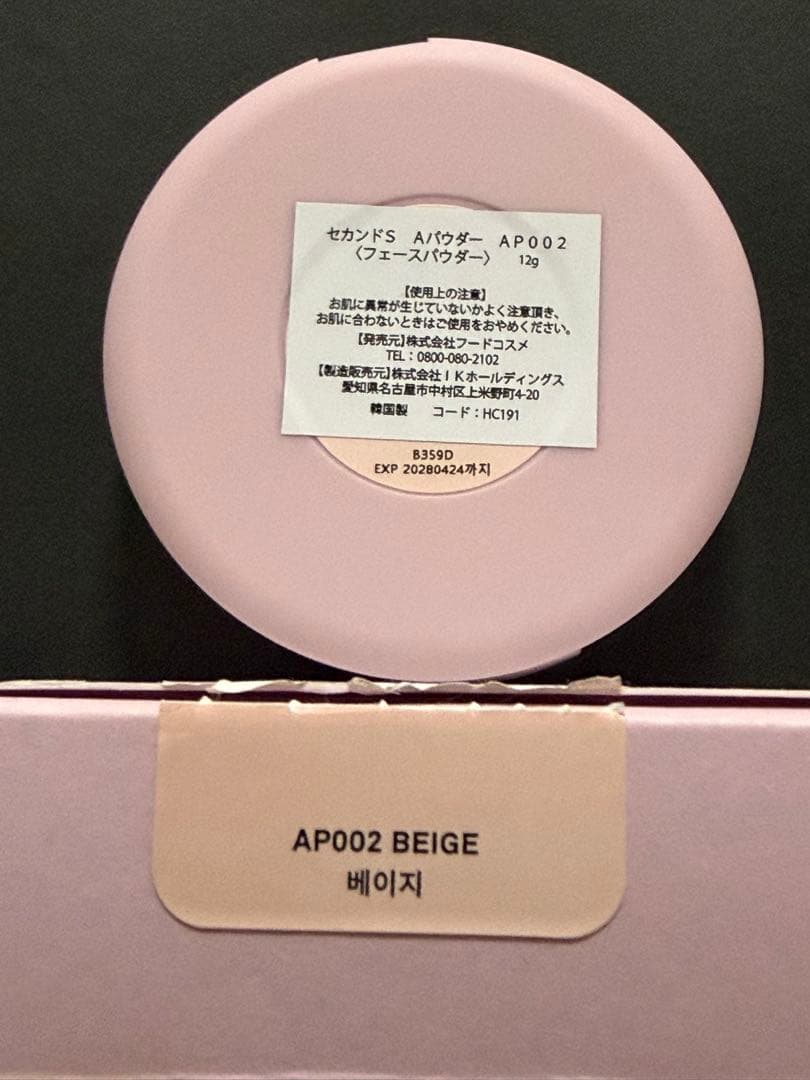 セカンドS　Aパウダー　AP002
〈フェースパウダー〉　12g
【使用上の注意】
お肌に異常が生じていないかよく注意頂き、
お肌に合わないときはご使用をおやめください。
【発売元】株式会社フードコスメ
TEL：0800-080-2102
【製造販売元】株式会社IKホールディングス
愛知県名古屋市中村区上米野町4-20
韓国製　コード：HC191
B359D
EXP 20280424까지
AP002 BEIGE
베이지